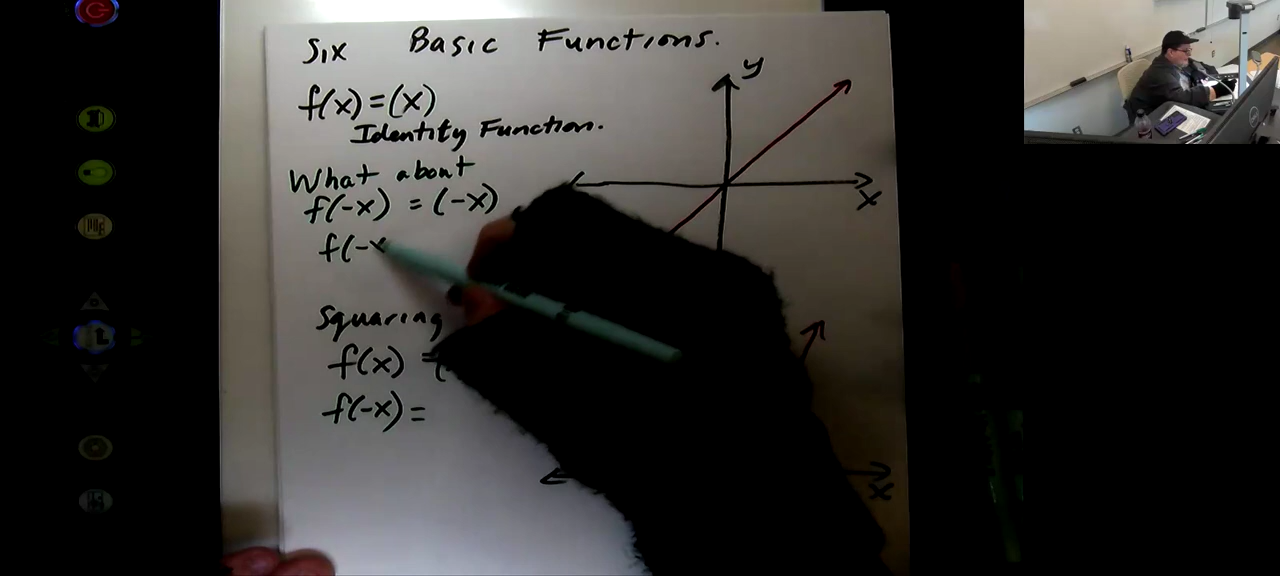 Six Basic Functions.
y
f(x)=(x)
Identity Function.
What about
x
f(-x) = (-x)
f(-x
Squaring
f(x) =(
f(-x)=
x